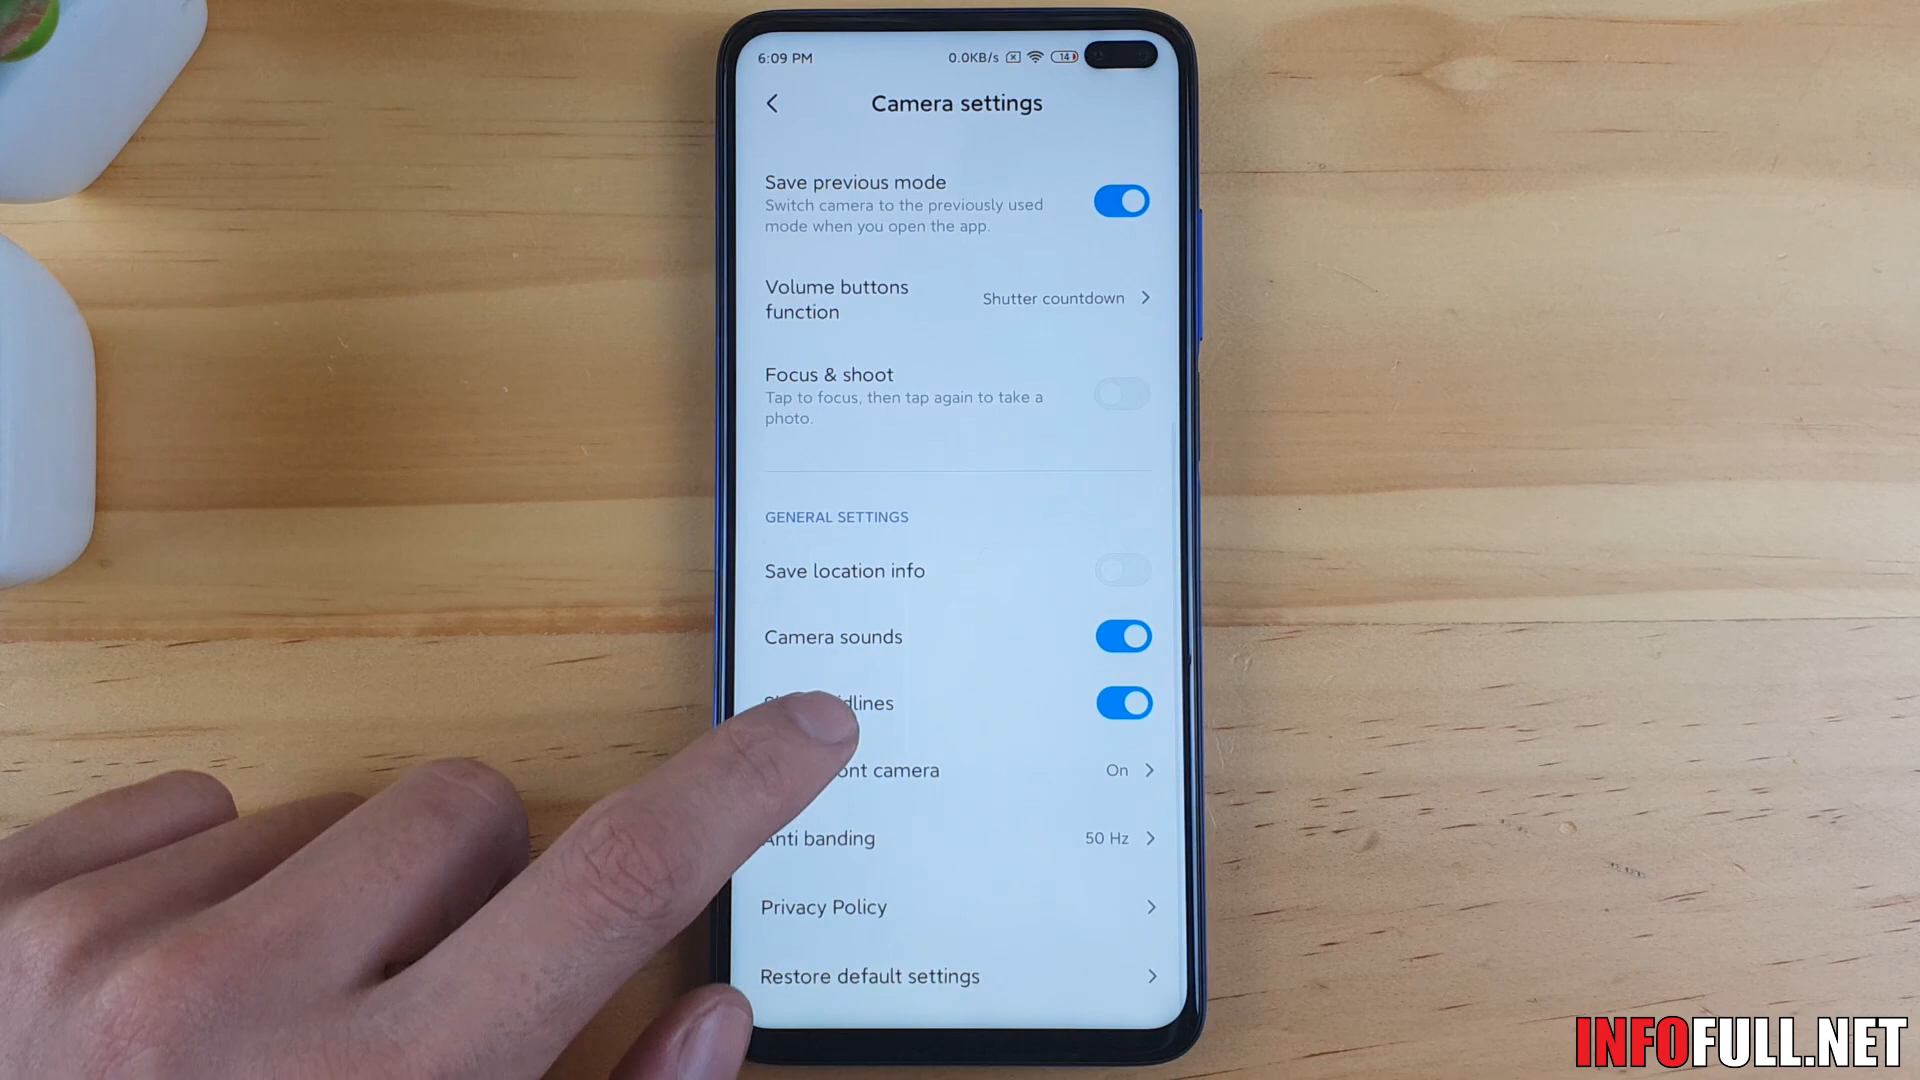 6:09 PM 0.0KB/s 14
Camera settings
Save previous mode
Switch camera to the previously used
mode when you open the app.
Volume buttons
function
Shutter countdown
Focus & shoot
Tap to focus, then tap again to take a
photo.
GENERAL SETTINGS
Save location info
Camera sounds
dlines
camera On
Anti banding 50 Hz
Privacy Policy
Restore default settings
INFOFULL.NET